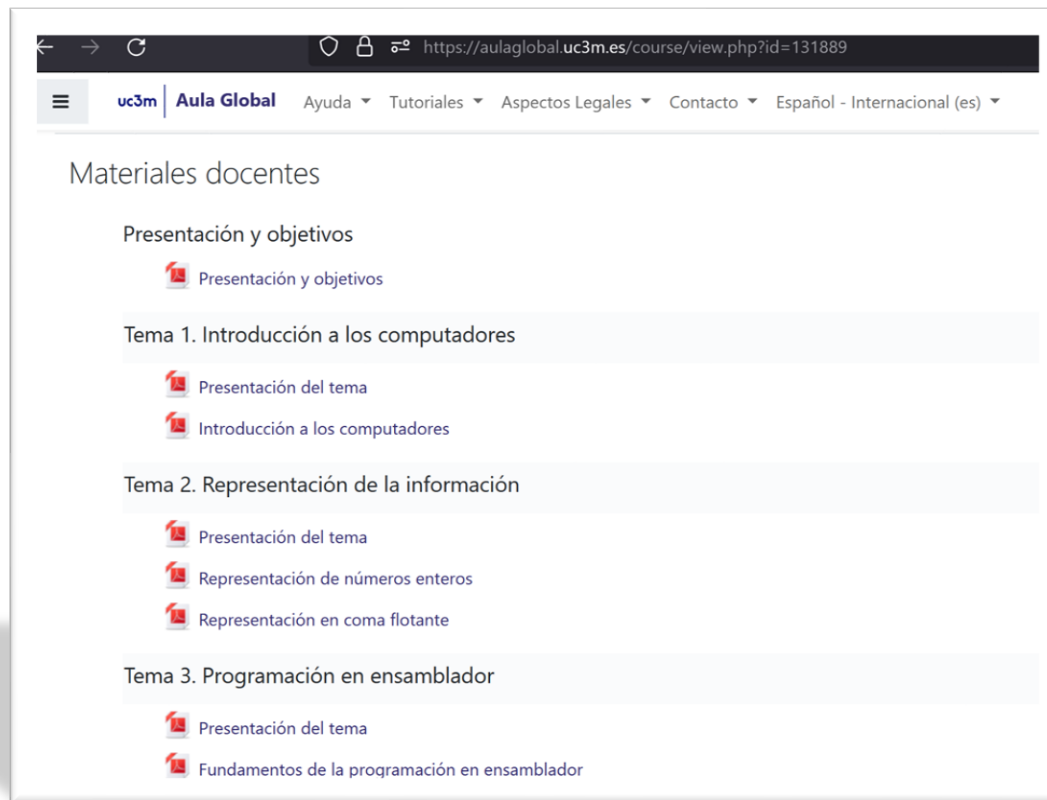 https://aulaglobal.uc3m.es/course/view.php?id=131889
uc3m Aula Global Ayuda Tutoriales Aspectos Legales Contacto Español - Internacional (es)
Materiales docentes
Presentación y objetivos
Presentación y objetivos
Tema 1. Introducción a los computadores
Presentación del tema
Introducción a los computadores
Tema 2. Representación de la información
Presentación del tema
Representación de números enteros
Representación en coma flotante
Tema 3. Programación en ensamblador
Presentación del tema
Fundamentos de la programación en ensamblador